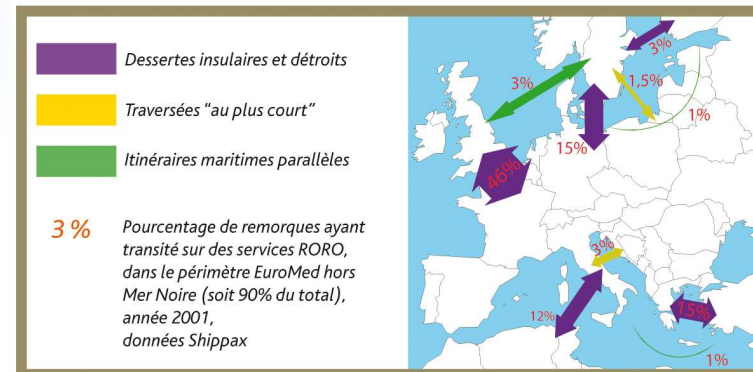 Dessertes insulaires et détroits
Traversées "au plus court"
Itinéraires maritimes parallèles
3 %
Pourcentage de remorques ayant
transité sur des services RORO,
dans le périmètre EuroMed hors
Mer Noire (soit 90% du total),
année 2001,
données Shippax
3%
3%
1,5%
1%
15%
46%
3%
12%
15%
1%